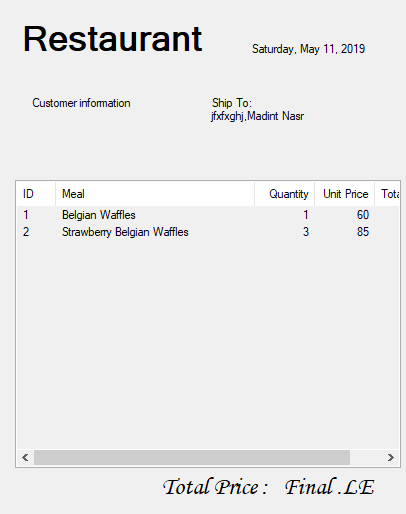 Restaurant
Saturday, May 11, 2019
Customer information
Ship To:
jfxfxghj,Madint Nasr
ID Meal Quantity Unit Price Tota
1 Belgian Waffles 1 60
2 Strawberry Belgian Waffles 3 85
Total Price : Final .LE